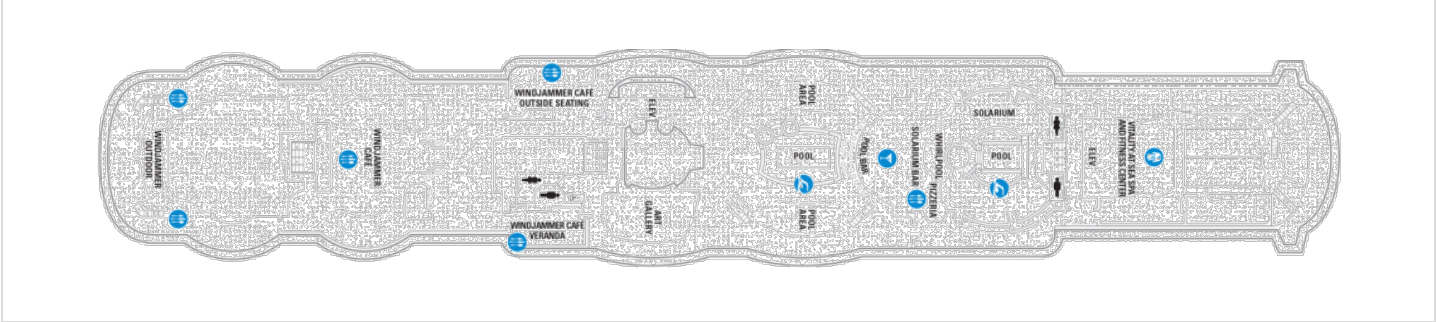 WINDJAMMER
OUTDOOR
WINDJAMMER
CAFE
WINDJAMMER CAFE
OUTSIDE SEATING
WINDJAMMER CAFE
VERANDA
ELEV
ART
GALLERY
POOL
AREA
POOL
POOL
AREA
POOL BAR
SOLARIUM BAR
WHIRLPOOL
PIZZERIA
SOLARIUM
POOL
ELEV
VITALITY AT SEA SPA
AND FITNESS CENTER